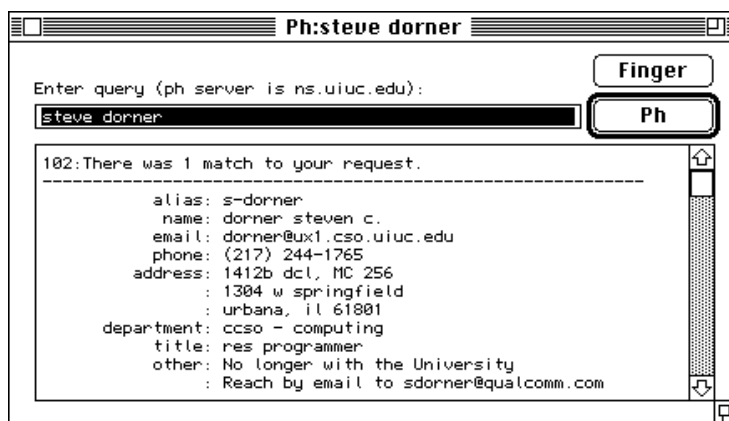 Ph:steve dorner
Finger
Enter query (ph server is ns.uiuc.edu):
steve dorner
Ph
102:There was 1 match to your request.
------------------------------------------------------------
alias: s-dorner
name: dorner steven c.
email: dorner@ux1.cso.uiuc.edu
phone: (217) 244-1765
address: 1412b dcl, MC 256
: 1304 w springfield
: urbana, il 61801
department: ccso - computing
title: res programmer
other: No longer with the University
: Reach by email to sdorner@qualcomm.com